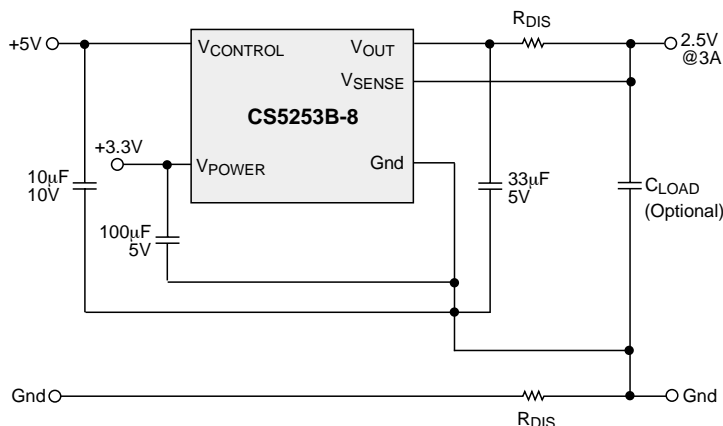 +5V
VCONTROL
VOUT
RDIS
2.5V
@3A
VSENSE
CS5253B-8
+3.3V
VPOWER
Gnd
10µF
10V
33µF
5V
CLOAD
(Optional)
100µF
5V
Gnd
RDIS
Gnd